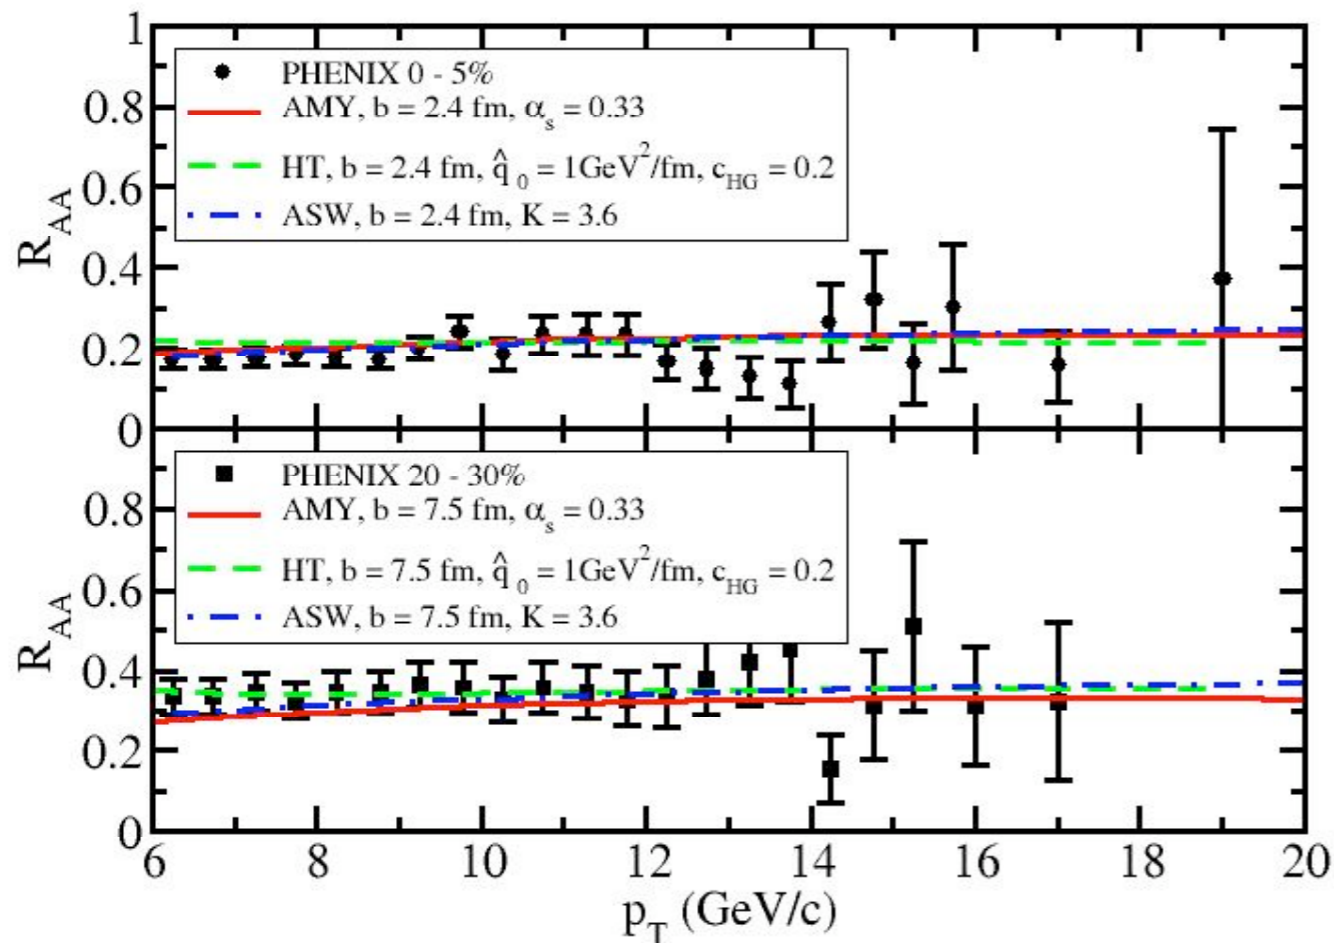 1
0.8
0.6
0.4
0.2
0
R_AA
PHENIX 0 - 5%
AMY, b = 2.4 fm, α_s = 0.33
HT, b = 2.4 fm, q̂_0 = 1GeV^2/fm, c_HG = 0.2
ASW, b = 2.4 fm, K = 3.6
0.8
0.6
0.4
0.2
0
R_AA
PHENIX 20 - 30%
AMY, b = 7.5 fm, α_s = 0.33
HT, b = 7.5 fm, q̂_0 = 1GeV^2/fm, c_HG = 0.2
ASW, b = 7.5 fm, K = 3.6
6 8 10 12 14 16 18 20
p_T (GeV/c)